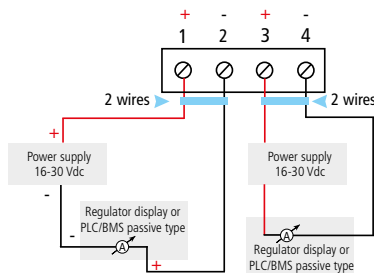 + - + -
1 2 3 4
2 wires
2 wires
+
Power supply
16-30 Vdc
Power supply
16-30 Vdc
-
Regulator display or
PLC/BMS passive type
-
A
+
A
Regulator display or
PLC/BMS passive type